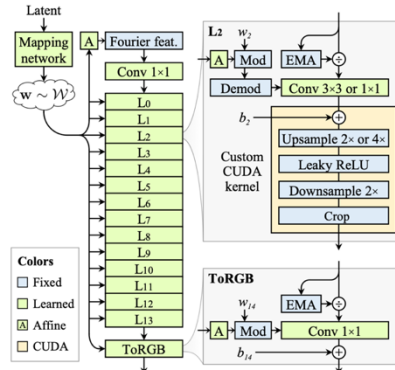 Latent
Mapping
network
w ~ W
A
Fourier feat.
Conv 1×1
L0
L1
L2
L3
L4
L5
L6
L7
L8
L9
L10
L11
L12
L13
ToRGB
Colors
Fixed
Learned
A Affine
CUDA
L2
w2
A
Mod
EMA
÷
Demod
Conv 3×3 or 1×1
b2
+
Custom
CUDA
kernel
Upsample 2× or 4×
Leaky ReLU
Downsample 2×
Crop
ToRGB
w14
EMA
÷
A
Mod
Conv 1×1
b14
+